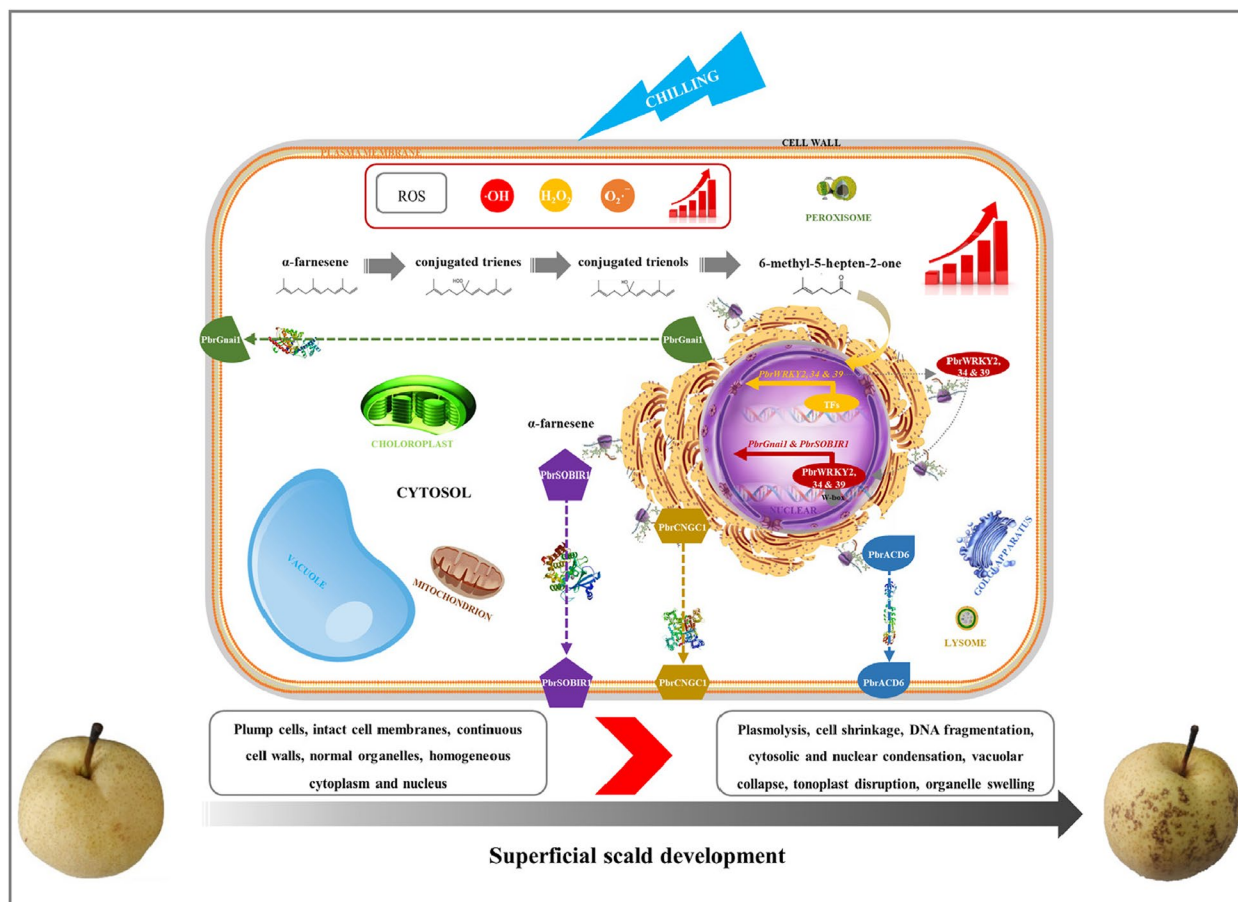 CHILLING
CELL WALL
PLASMA MEMBRANE
ROS
·OH
H₂O₂
O₂·⁻
PEROXISOME
α-farnesene
conjugated trienes
conjugated trienols
6-methyl-5-hepten-2-one
HOO
HO
O
PbrGnai1
PbrGnai1
PbrWRKY2, 34 & 39
TFs
PbrWRKY2,
34 & 39
CHOLOROPLAST
α-farnesene
PbrGnai1 & PbrSOBIR1
PbrWRKY2,
34 & 39
W-box
NUCLEAR
PbrSOBIR1
CYTOSOL
VACUOLE
MITOCHONDRION
PbrCNGC1
PbrACD6
GOLGI APPARATUS
LYSOME
PbrSOBIR1
PbrCNGC1
PbrACD6
Plump cells, intact cell membranes, continuous
cell walls, normal organelles, homogeneous
cytoplasm and nucleus
Plasmolysis, cell shrinkage, DNA fragmentation,
cytosolic and nuclear condensation, vacuolar
collapse, tonoplast disruption, organelle swelling
Superficial scald development